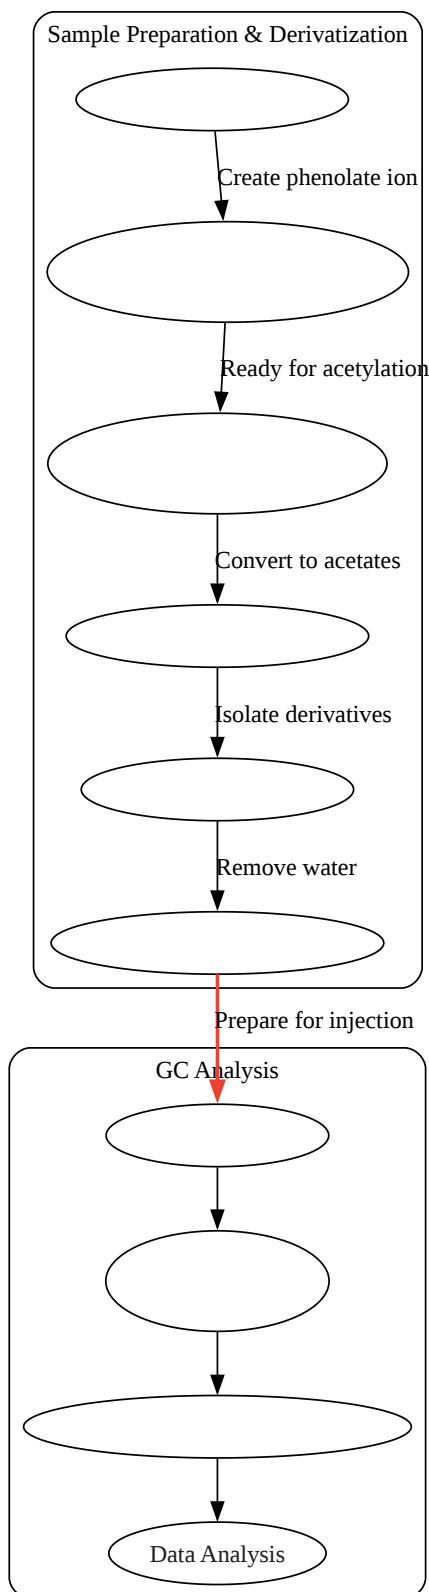 Sample Preparation & Derivatization
Create phenolate ion
Ready for acetylation
Convert to acetates
Isolate derivatives
Remove water
Prepare for injection
GC Analysis
Data Analysis